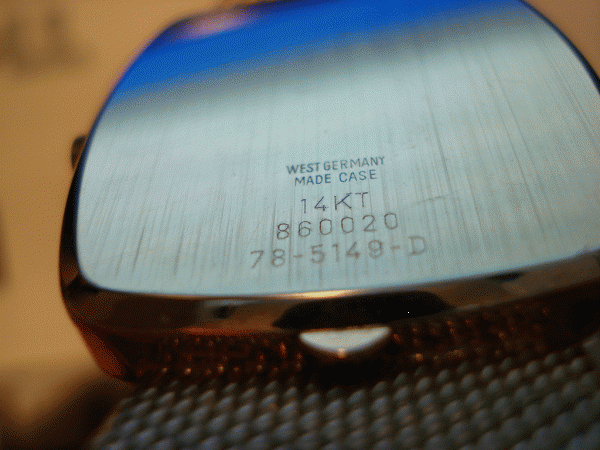 WEST GERMANY
MADE CASE
14KT
860020
78-5149-D